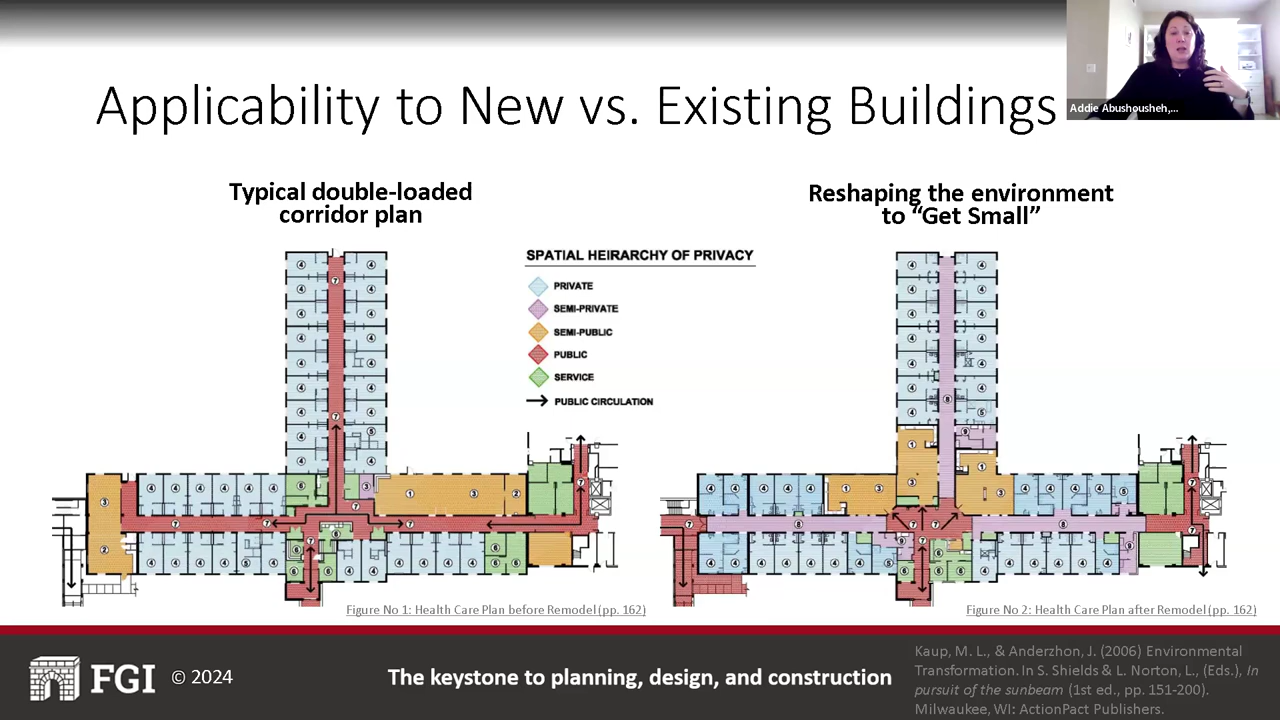 Applicability to New vs. Existing Buildings
Addie Abushousheh,...
Typical double-loaded
corridor plan
Reshaping the environment
to “Get Small”
SPATIAL HEIRARCHY OF PRIVACY
PRIVATE
SEMI-PRIVATE
SEMI-PUBLIC
PUBLIC
SERVICE
PUBLIC CIRCULATION
Figure No 1: Health Care Plan before Remodel (pp. 162)
Figure No 2: Health Care Plan after Remodel (pp. 162)
FGI
© 2024
The keystone to planning, design, and construction
Kaup, M. L., & Anderzhon, J. (2006) Environmental
Transformation. In S. Shields & L. Norton, L., (Eds.), In
pursuit of the sunbeam (1st ed., pp. 151-200).
Milwaukee, WI: ActionPact Publishers.